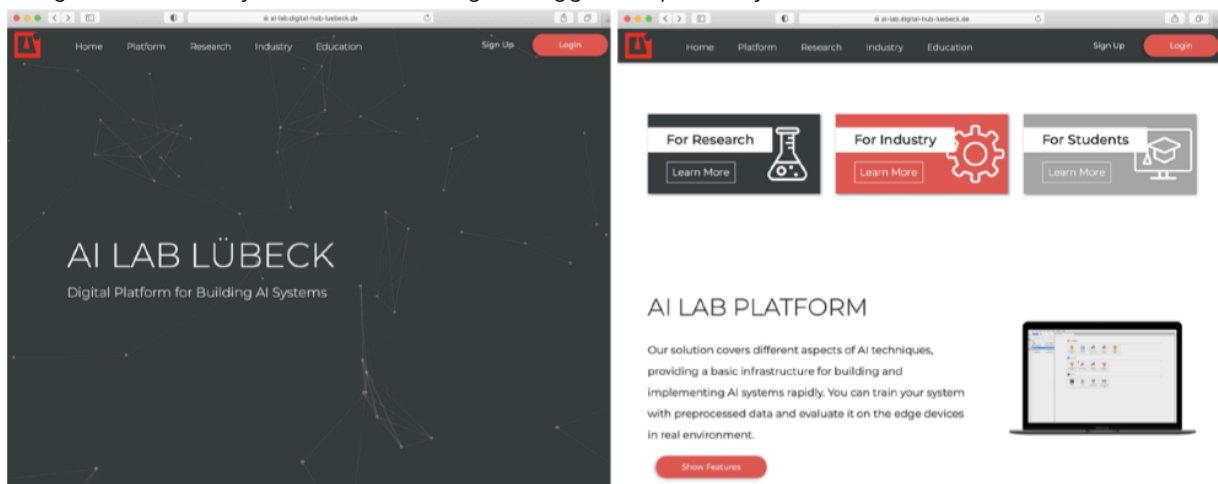 ai-lab.digital-hub-luebeck.de
Home Platform Research Industry Education Sign Up Login
AI LAB LÜBECK
Digital Platform for Building AI Systems
ai-lab.digital-hub-luebeck.de
Home Platform Research Industry Education Sign Up Login
For Research For Industry For Students
Learn More Learn More Learn More
AI LAB PLATFORM
Our solution covers different aspects of AI techniques,
providing a basic infrastructure for building and
implementing AI systems rapidly. You can train your system
with preprocessed data and evaluate it on the edge devices
in real environment.
Show Features